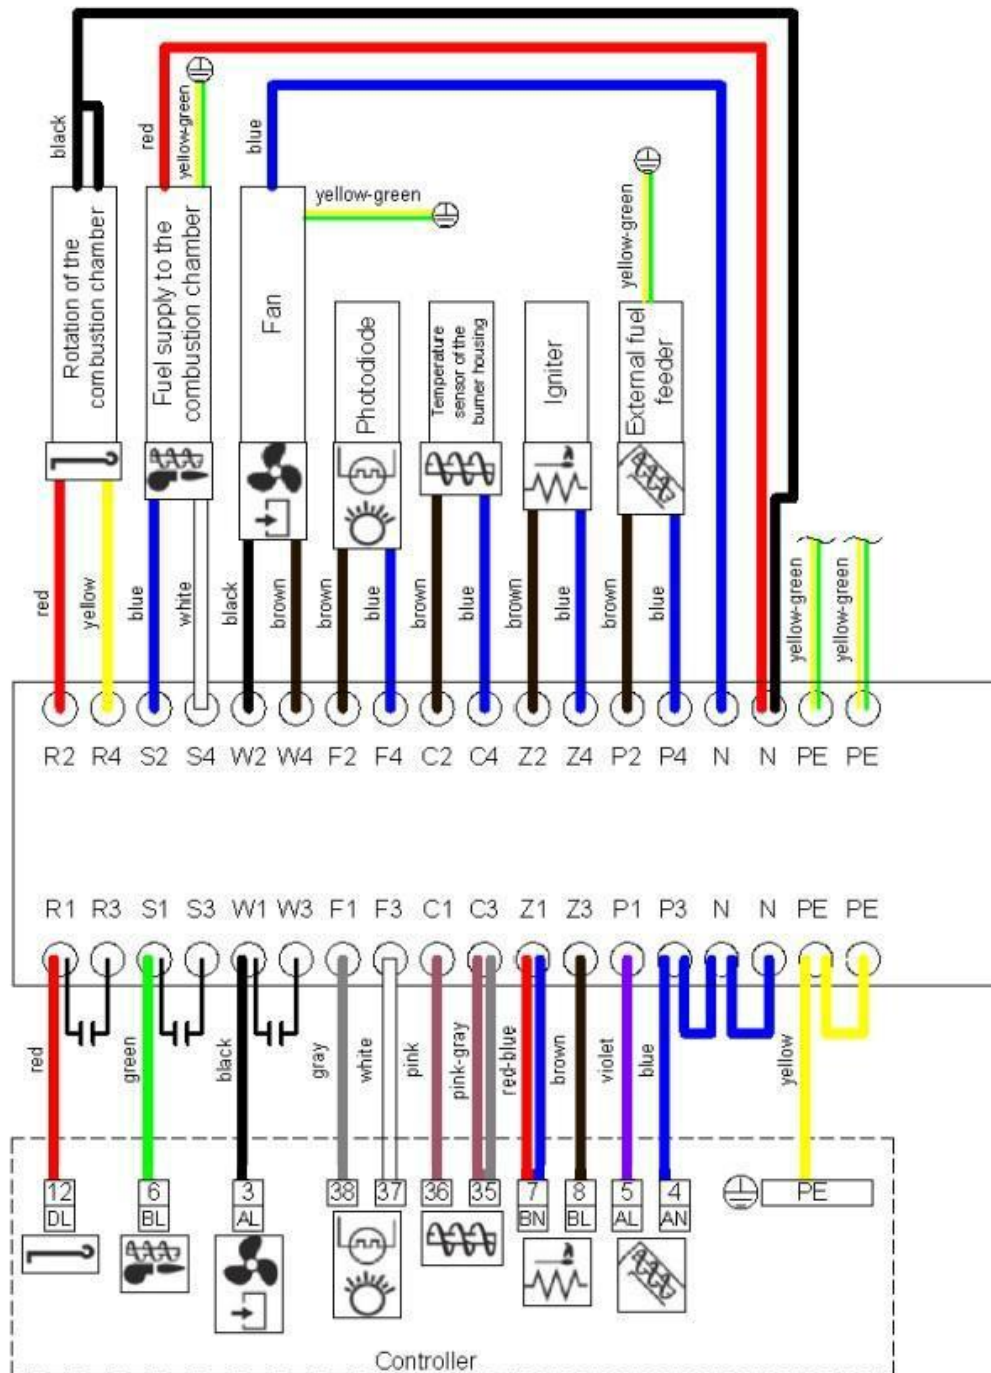 black
red
yellow-green
blue
yellow-green
yellow-green
Rotation of the
combustion chamber
Fuel supply to the
combustion chamber
Fan
Photodiode
Temperature
sensor of the
burner housing
Igniter
External fuel
feeder
red
yellow
blue
white
black
brown
brown
blue
brown
blue
brown
blue
brown
blue
yellow-green
yellow-green
R2 R4 S2 S4 W2 W4 F2 F4 C2 C4 Z2 Z4 P2 P4 N N PE PE
R1 R3 S1 S3 W1 W3 F1 F3 C1 C3 Z1 Z3 P1 P3 N N PE PE
red
green
black
gray
white
pink
pink-gray
red-blue
brown
violet
blue
yellow
12 6 3 38 37 36 35 7 8 5 4 PE
DL BL AL BN BL AL AN
Controller